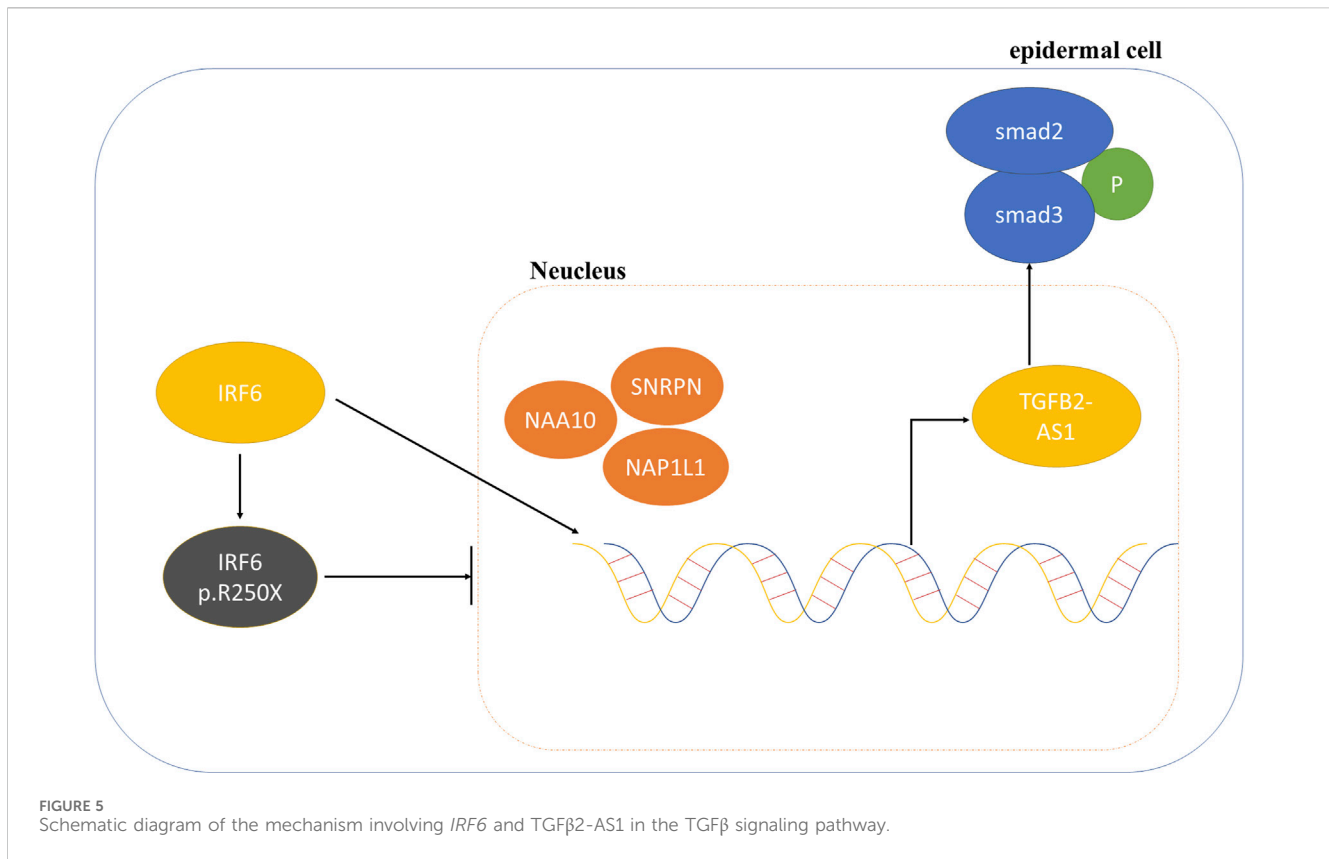 epidermal cell
smad2
P
smad3
Neucleus
IRF6
SNRPN
NAA10
NAP1L1
TGFB2-
AS1
IRF6
p.R250X
FIGURE 5
Schematic diagram of the mechanism involving IRF6 and TGFβ2-AS1 in the TGFβ signaling pathway.